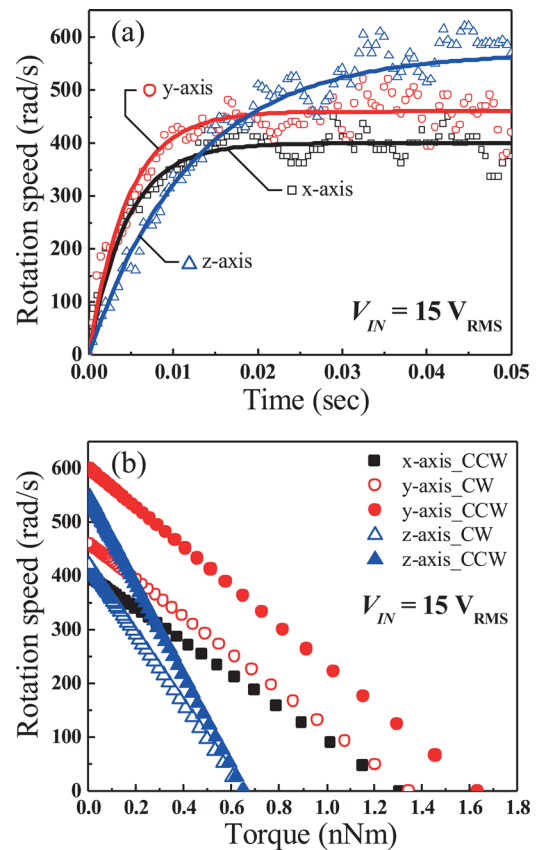 (a)
600
500
400
300
200
100
0
Rotation speed (rad/s)
y-axis
x-axis
z-axis
V_IN = 15 V_RMS
0.00 0.01 0.02 0.03 0.04 0.05
Time (sec)
(b)
600
500
400
300
200
100
0
Rotation speed (rad/s)
x-axis_CCW
y-axis_CW
y-axis_CCW
z-axis_CW
z-axis_CCW
V_IN = 15 V_RMS
0.0 0.2 0.4 0.6 0.8 1.0 1.2 1.4 1.6 1.8
Torque (nNm)